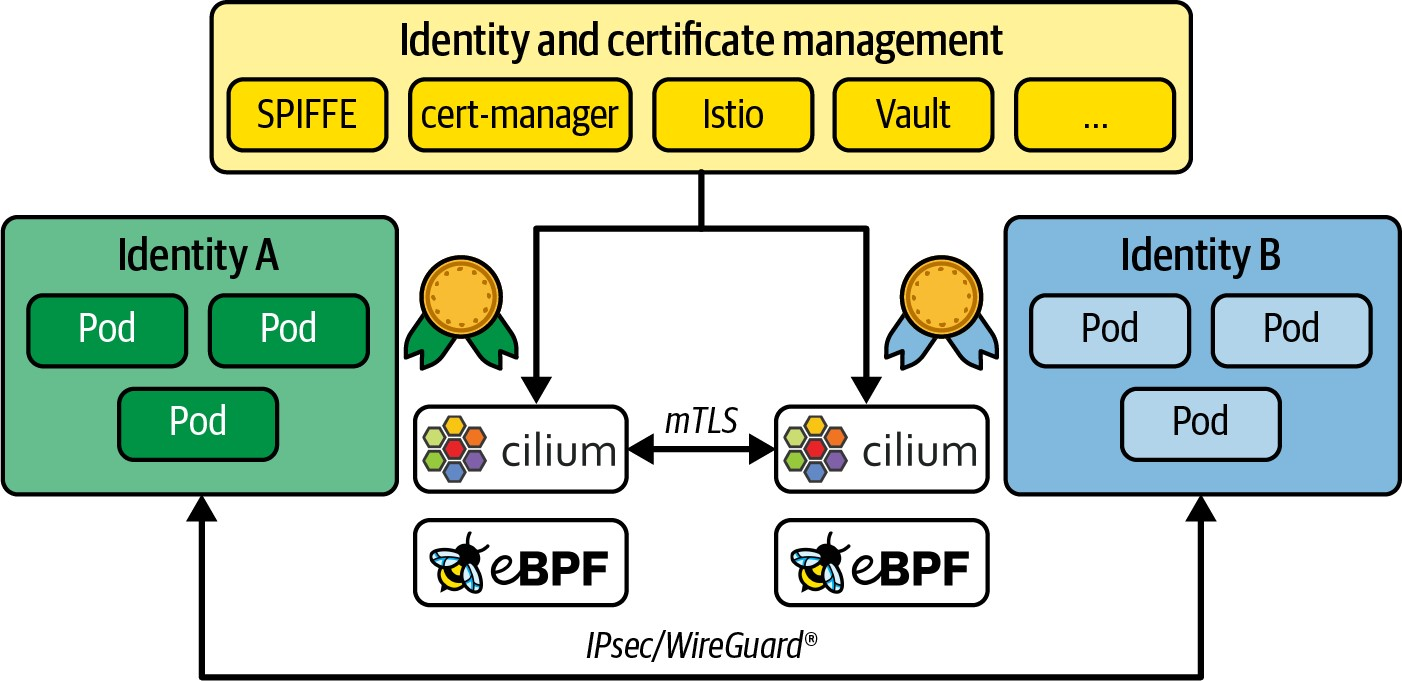 Identity and certificate management
SPIFFE
cert-manager
Istio
Vault
...
Identity A
Pod
Pod
Pod
Identity B
Pod
Pod
Pod
cilium
mTLS
cilium
eBPF
eBPF
IPsec/WireGuard®